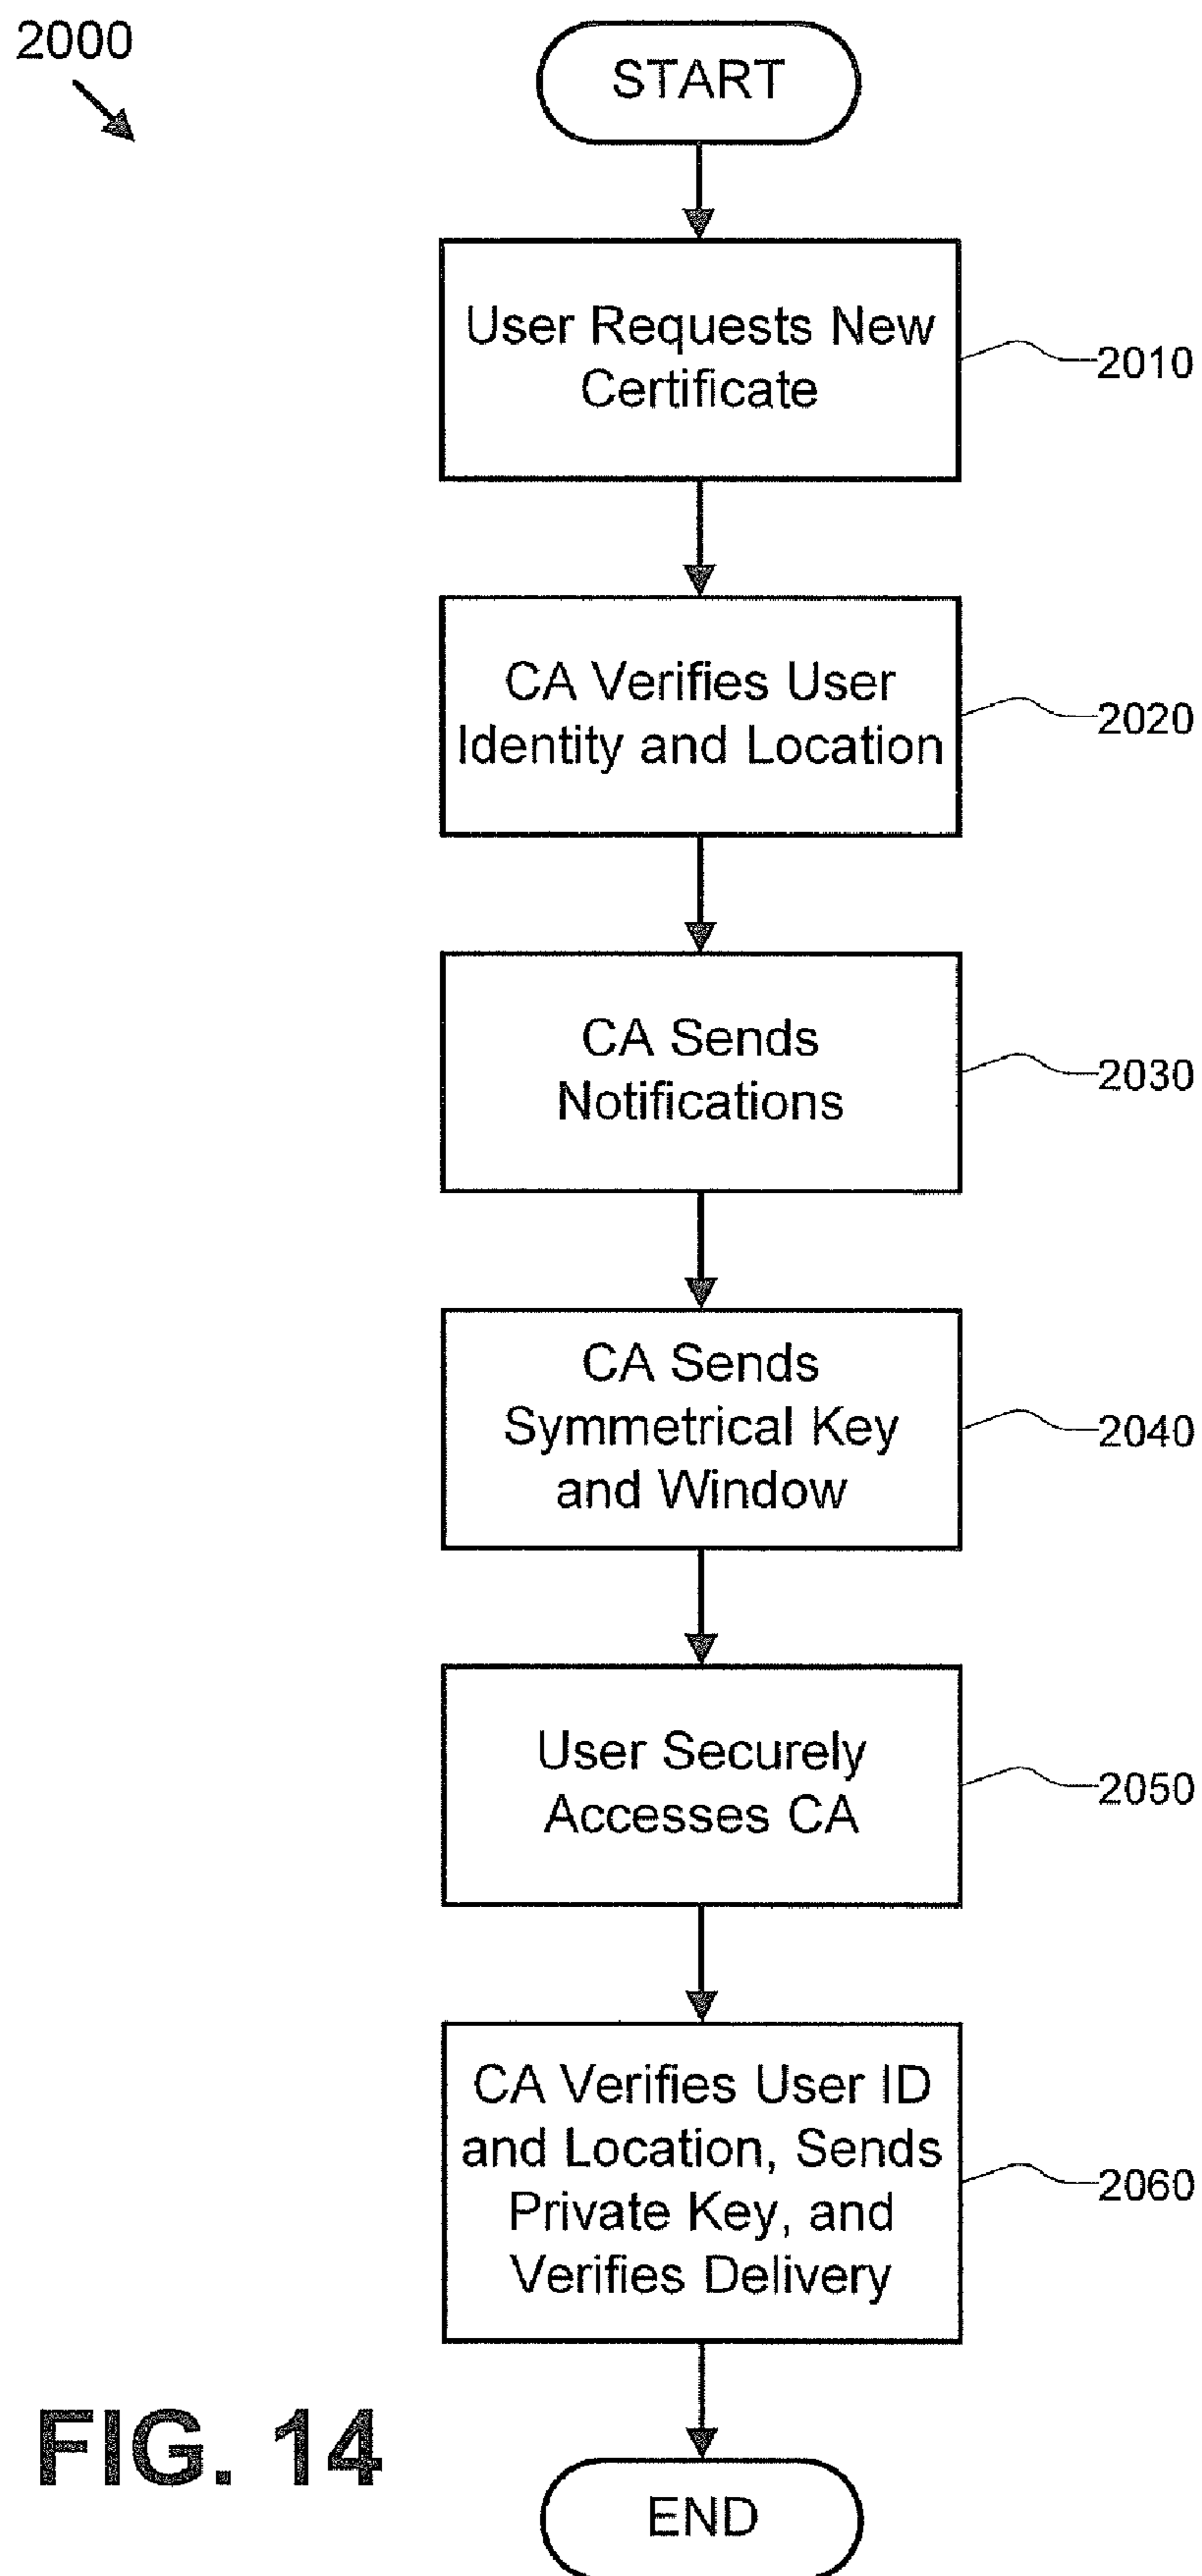 2000
START
User Requests New
Certificate
2010
CA Verifies User
Identity and Location
2020
CA Sends
Notifications
2030
CA Sends
Symmetrical Key
and Window
2040
User Securely
Accesses CA
2050
CA Verifies User ID
and Location, Sends
Private Key, and
Verifies Delivery
2060
FIG. 14
END